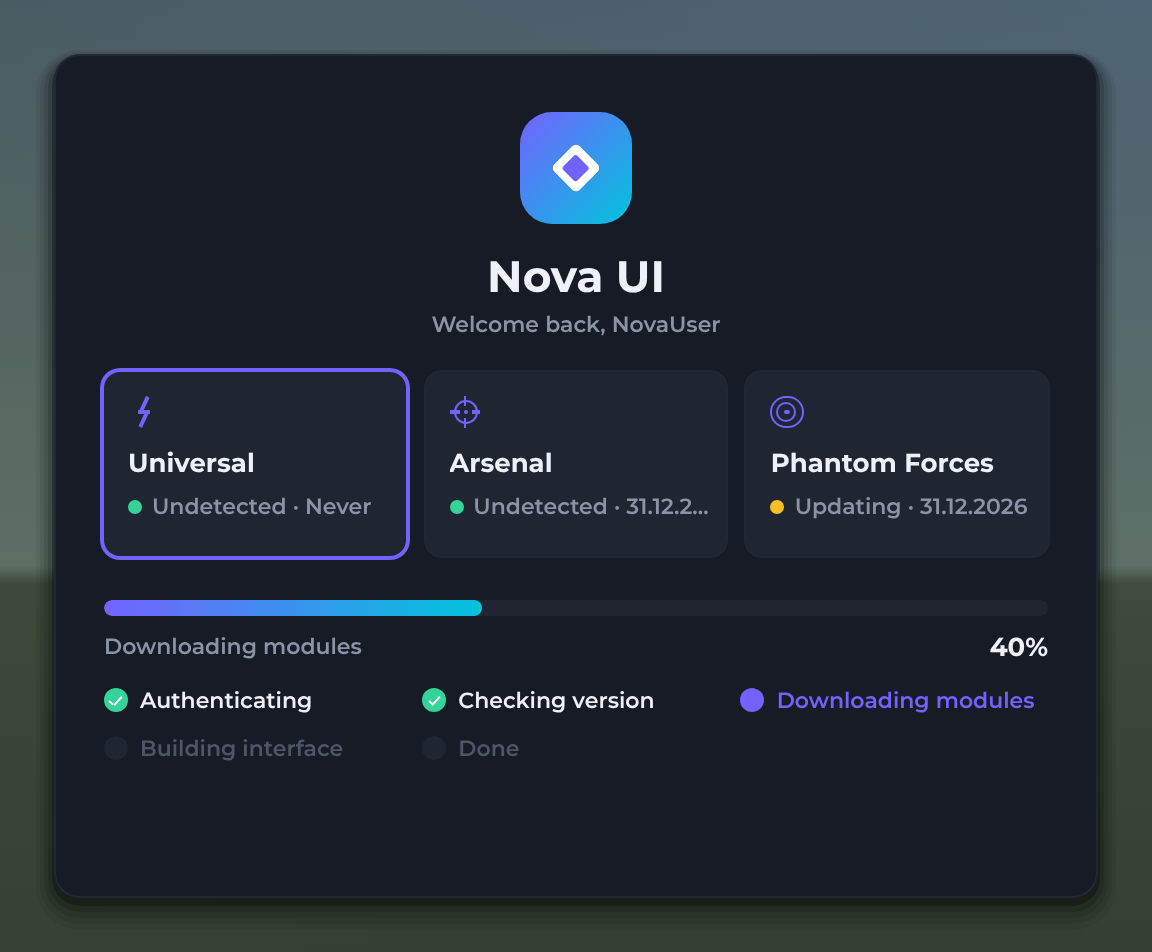 Nova UI
Welcome back, NovaUser
Universal
Undetected · Never
Arsenal
Undetected · 31.12.2...
Phantom Forces
Updating · 31.12.2026
Downloading modules
40%
Authenticating
Checking version
Downloading modules
Building interface
Done